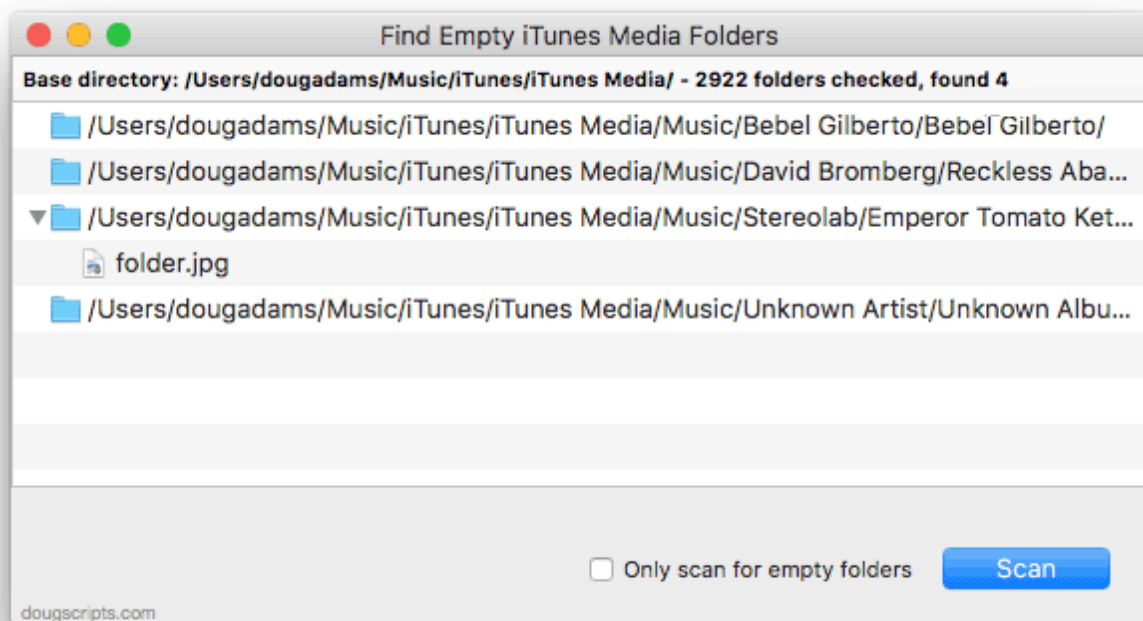 Find Empty iTunes Media Folders
Base directory: /Users/dougadams/Music/iTunes/iTunes Media/ - 2922 folders checked, found 4
/Users/dougadams/Music/iTunes/iTunes Media/Music/Bebel Gilberto/Bebel Gilberto/
/Users/dougadams/Music/iTunes/iTunes Media/Music/David Bromberg/Reckless Aba...
/Users/dougadams/Music/iTunes/iTunes Media/Music/Stereolab/Emperor Tomato Ket...
folder.jpg
/Users/dougadams/Music/iTunes/iTunes Media/Music/Unknown Artist/Unknown Albu...
Only scan for empty folders
Scan
dougscripts.com